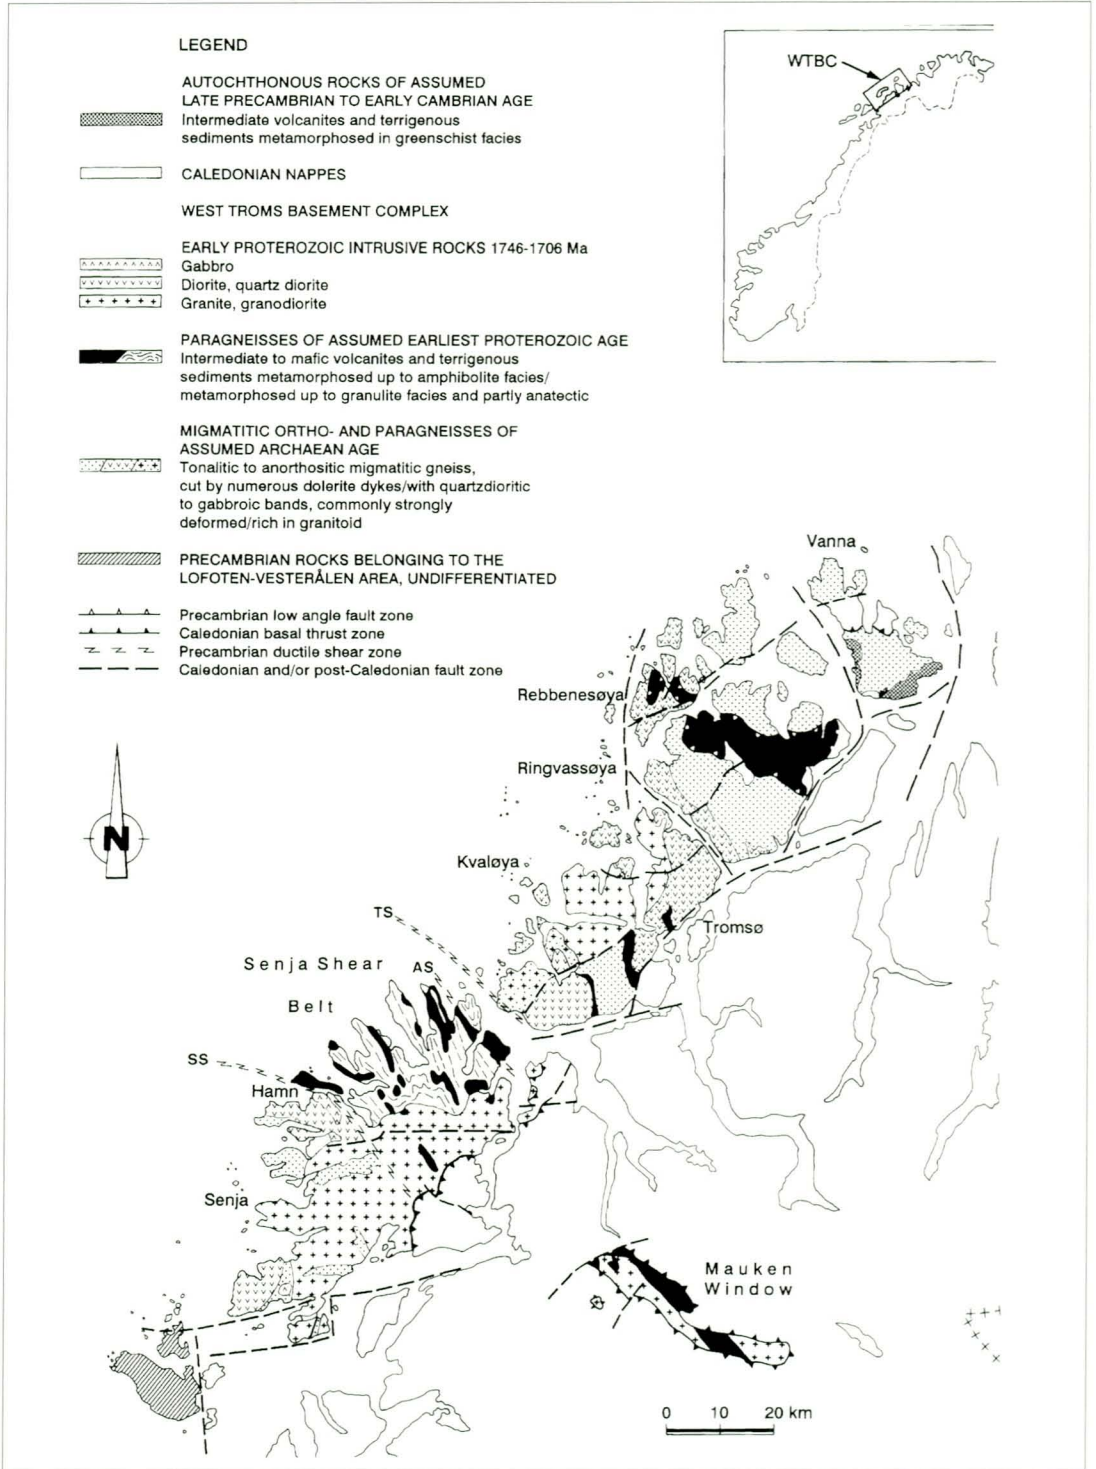 LEGEND
AUTOCHTHONOUS ROCKS OF ASSUMED
LATE PRECAMBRIAN TO EARLY CAMBRIAN AGE
Intermediate volcanites and terrigenous
sediments metamorphosed in greenschist facies
CALEDONIAN NAPPES
WEST TROMS BASEMENT COMPLEX
EARLY PROTEROZOIC INTRUSIVE ROCKS 1746-1706 Ma
Gabbro
Diorite, quartz diorite
Granite, granodiorite
PARAGNEISSES OF ASSUMED EARLIEST PROTEROZOIC AGE
Intermediate to mafic volcanites and terrigenous
sediments metamorphosed up to amphibolite facies/
metamorphosed up to granulite facies and partly anatectic
MIGMATITIC ORTHO- AND PARAGNEISSES OF
ASSUMED ARCHAEAN AGE
Tonalitic to anorthositic migmatitic gneiss,
cut by numerous dolerite dykes/with quartzdioritic
to gabbroic bands, commonly strongly
deformed/rich in granitoid
PRECAMBRIAN ROCKS BELONGING TO THE
LOFOTEN-VESTERÅLEN AREA, UNDIFFERENTIATED
Precambrian low angle fault zone
Caledonian basal thrust zone
Precambrian ductile shear zone
Caledonian and/or post-Caledonian fault zone
WTBC
Vanna
Rebbenesøya
Ringvassøya
N
Kvaløya
TS
Tromsø
Senja Shear
AS
Belt
SS
Hamn
Senja
Mauken
Window
0 10 20 km